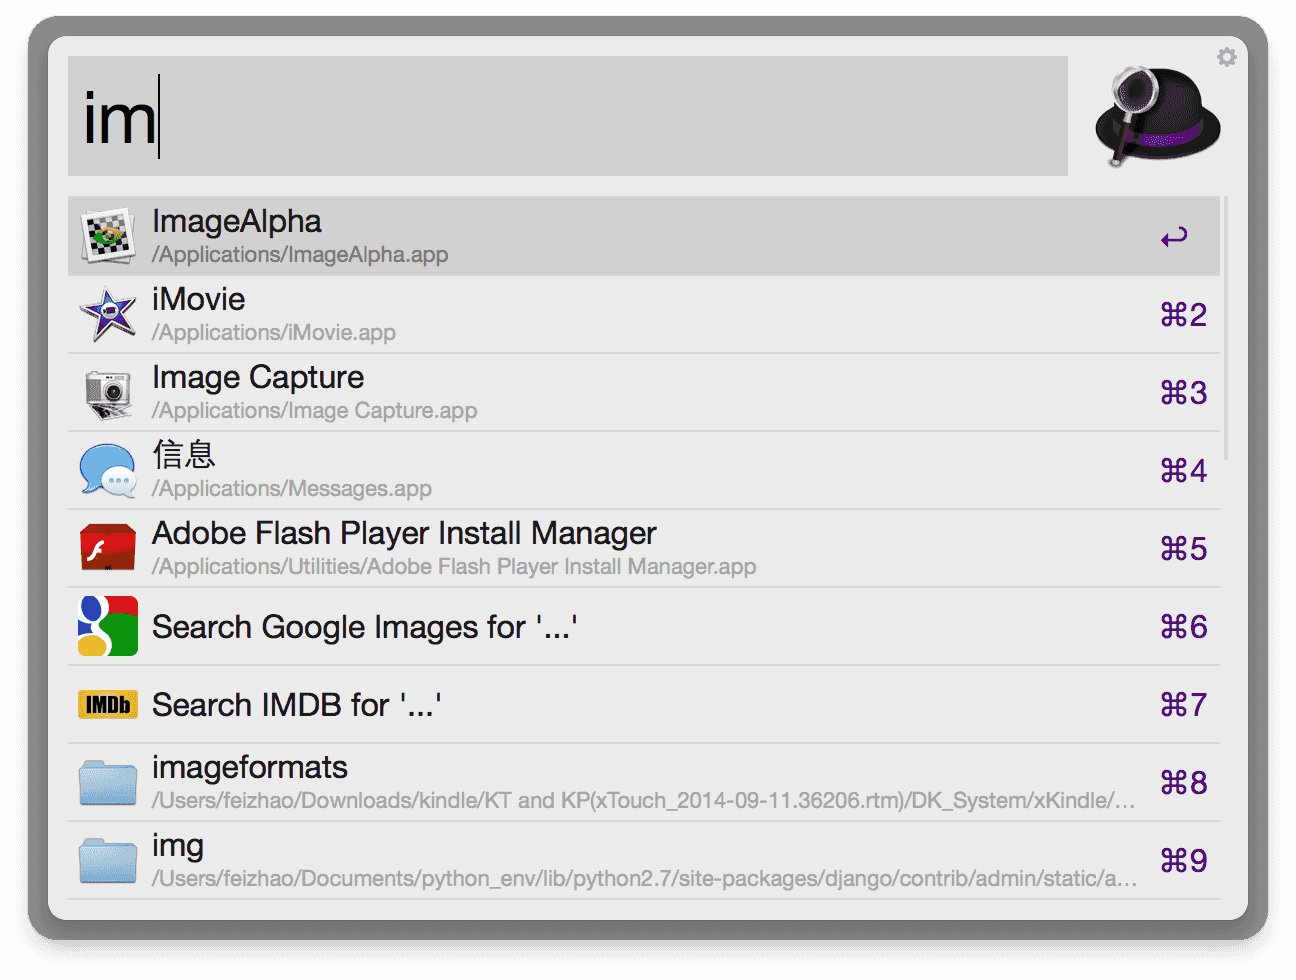 im
ImageAlpha
/Applications/ImageAlpha.app
iMovie
/Applications/iMovie.app
⌘2
Image Capture
/Applications/Image Capture.app
⌘3
信息
/Applications/Messages.app
⌘4
Adobe Flash Player Install Manager
/Applications/Utilities/Adobe Flash Player Install Manager.app
⌘5
Search Google Images for '...'
⌘6
IMDb
Search IMDB for '...'
⌘7
imageformats
/Users/feizhao/Downloads/kindle/KT and KP(xTouch_2014-09-11.36206.rtm)/DK_System/xKindle/...
⌘8
img
/Users/feizhao/Documents/python_env/lib/python2.7/site-packages/django/contrib/admin/static/a...
⌘9